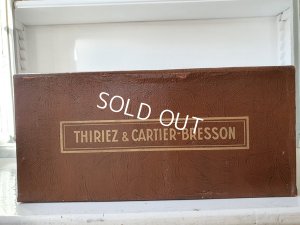 SOLD OUT
THIRIEZ & CARTIER-BRESSON